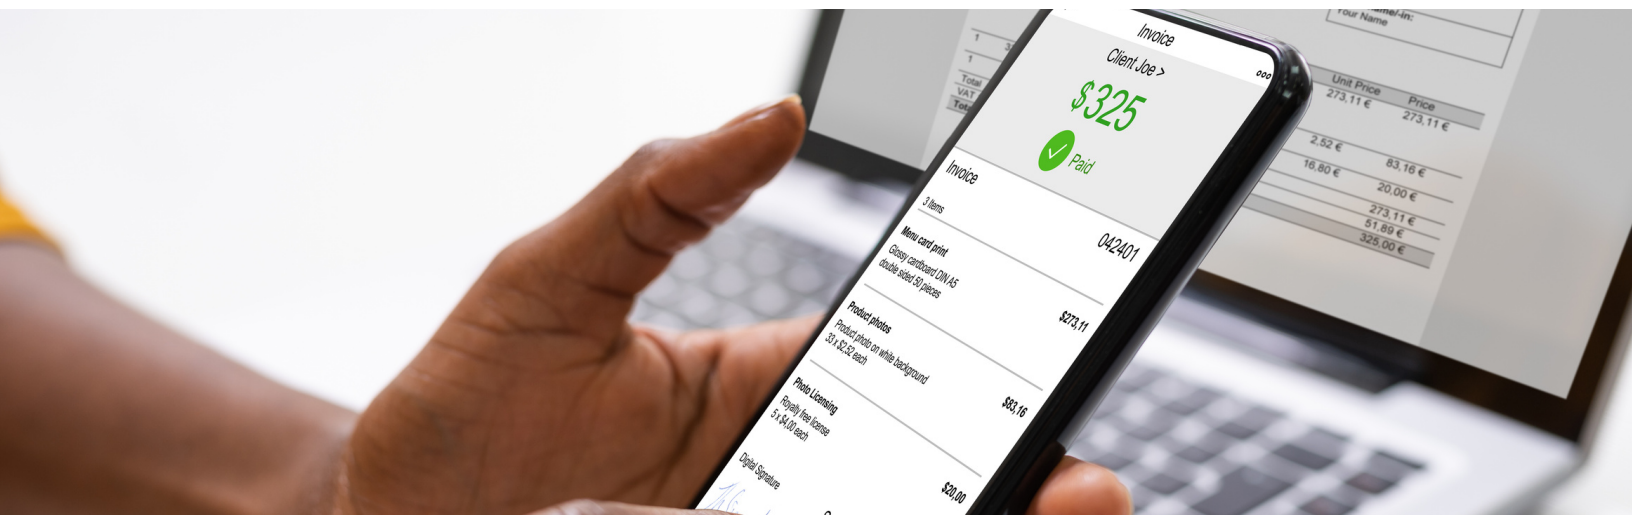 Invoice
Client Joe >
$325
Paid
Invoice
042401
3 Items
Menu card print
Glossy cardboard DIN A5
double sided 50 pieces
$273,11
Product photos
Product photo on white background
33 x $2,52 each
$83,16
Photo Licensing
Royalty free license
5 x $4,00 each
$20,00
Digital Signature
Your Name
1
1
Total
VAT
Unit Price Price
273,11 € 273,11 €
2,52 € 83,16 €
16,80 € 20,00 €
273,11 €
51,89 €
325,00 €